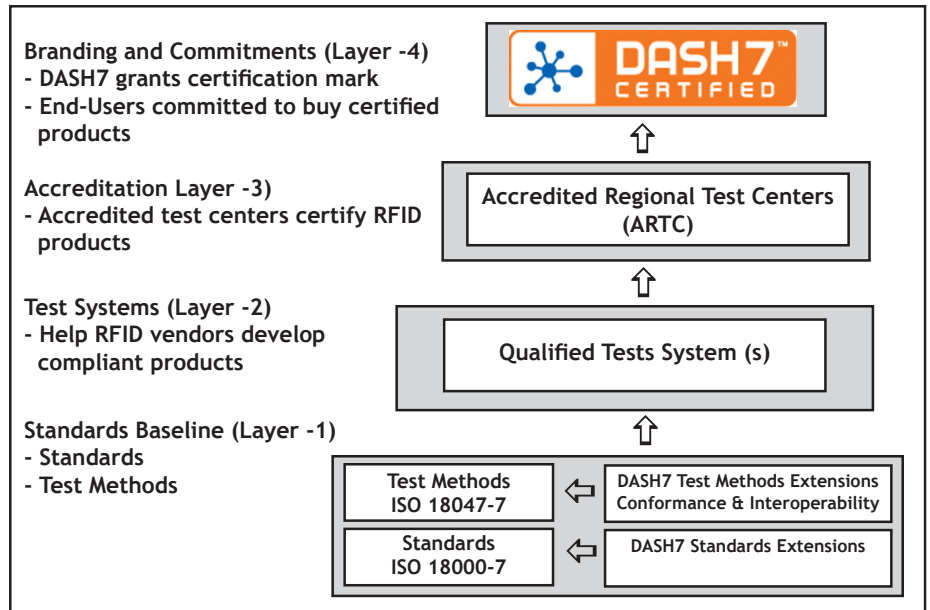 Branding and Commitments (Layer -4)
- DASH7 grants certification mark
- End-Users committed to buy certified
products
DASH7™
CERTIFIED
Accreditation Layer -3)
- Accredited test centers certify RFID
products
Accredited Regional Test Centers
(ARTC)
Test Systems (Layer -2)
- Help RFID vendors develop
compliant products
Qualified Tests System (s)
Standards Baseline (Layer -1)
- Standards
- Test Methods
Test Methods
ISO 18047-7
DASH7 Test Methods Extensions
Conformance & Interoperability
Standards
ISO 18000-7
DASH7 Standards Extensions